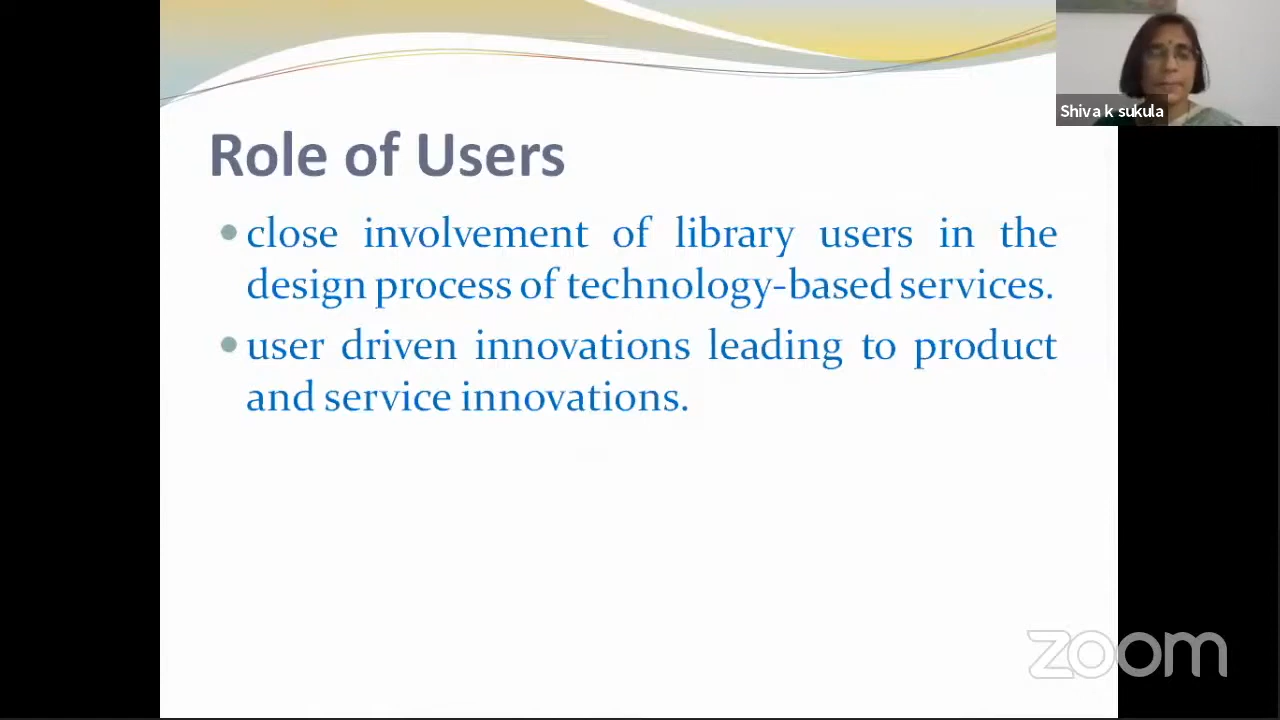 Shiva k sukula
Role of Users
• close involvement of library users in the
design process of technology-based services.
• user driven innovations leading to product
and service innovations.
zoom